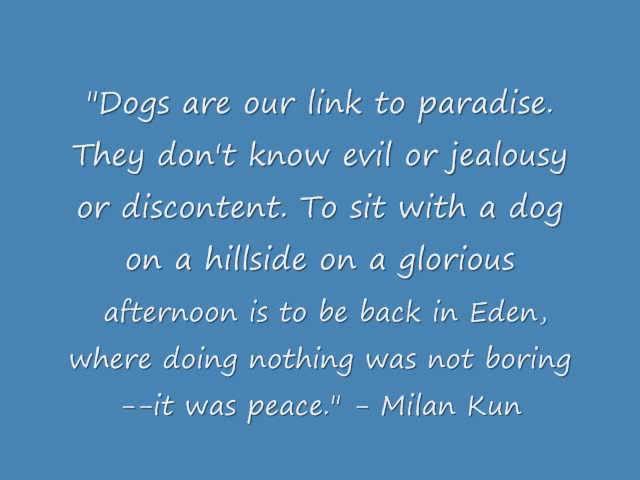 "Dogs are our link to paradise.
They don't know evil or jealousy
or discontent. To sit with a dog
on a hillside on a glorious
afternoon is to be back in Eden,
where doing nothing was not boring
--it was peace." - Milan Kun